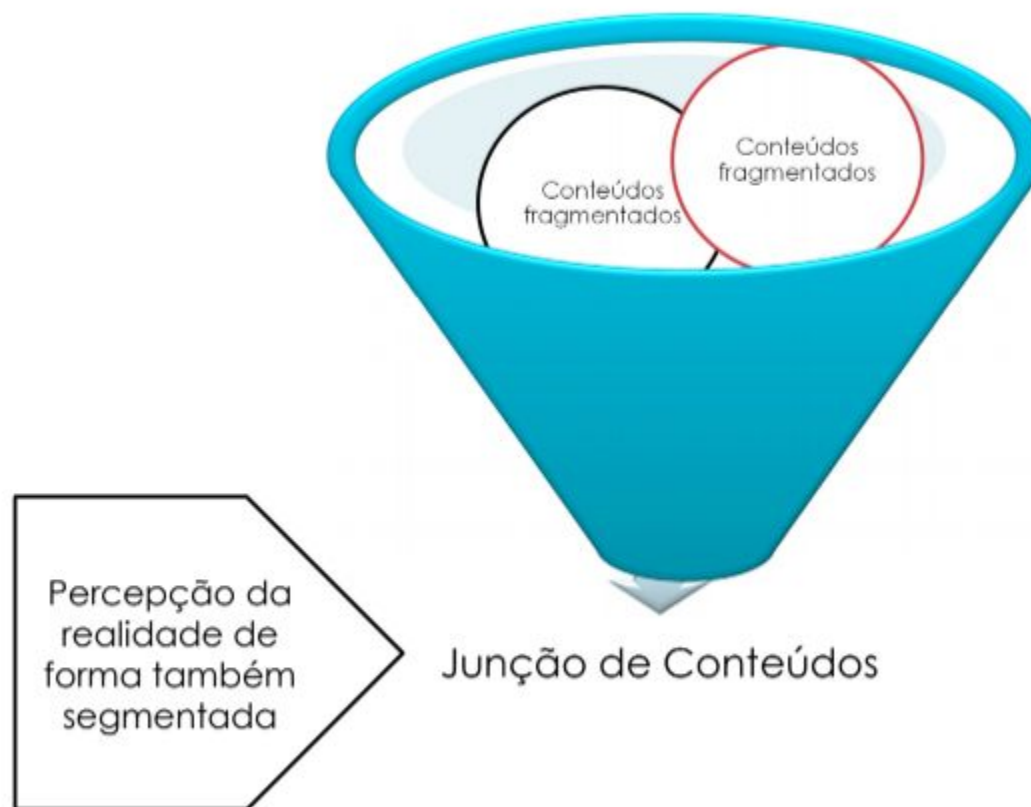 Conteúdos
fragmentados
Conteúdos
fragmentados
Percepção da
realidade de
forma também
segmentada
Junção de Conteúdos